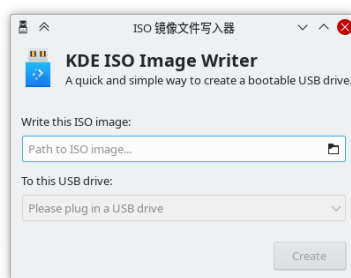 ISO 镜像文件写入器
KDE ISO Image Writer
A quick and simple way to create a bootable USB drive.
Write this ISO image:
Path to ISO image...
To this USB drive:
Please plug in a USB drive
Create